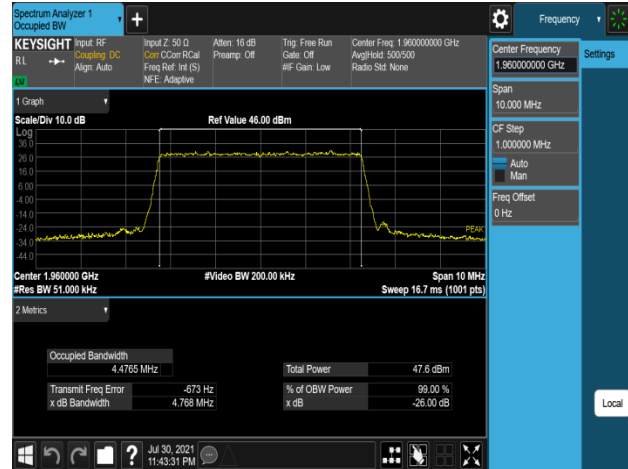 Spectrum Analyzer 1
Occupied BW
Frequency
KEYSIGHT
Input: RF
Coupling: DC
Align: Auto
Input Z: 50 Ω
Corr CCorr RCal
Freq Ref: Int (S)
NFE: Adaptive
Atten: 16 dB
Preamp: Off
Trig: Free Run
Gate: Off
#IF Gain: Low
Center Freq: 1.960000000 GHz
Avg|Hold: 500/500
Radio Std: None
R L
LW
1 Graph
Scale/Div 10.0 dB
Ref Value 46.00 dBm
Log
36.0
26.0
16.0
6.00
-4.00
-14.0
-24.0
-34.0
-44.0
PEAK
Center 1.960000 GHz
#Video BW 200.00 kHz
Span 10 MHz
#Res BW 51.000 kHz
Sweep 16.7 ms (1001 pts)
2 Metrics
Occupied Bandwidth
4.4765 MHz
Total Power 47.6 dBm
Transmit Freq Error -673 Hz
% of OBW Power 99.00 %
x dB Bandwidth 4.768 MHz
x dB -26.00 dB
Center Frequency
1.960000000 GHz
Settings
Span
10.000 MHz
CF Step
1.000000 MHz
Auto
Man
Freq Offset
0 Hz
Local
?
Jul 30, 2021
11:43:31 PM